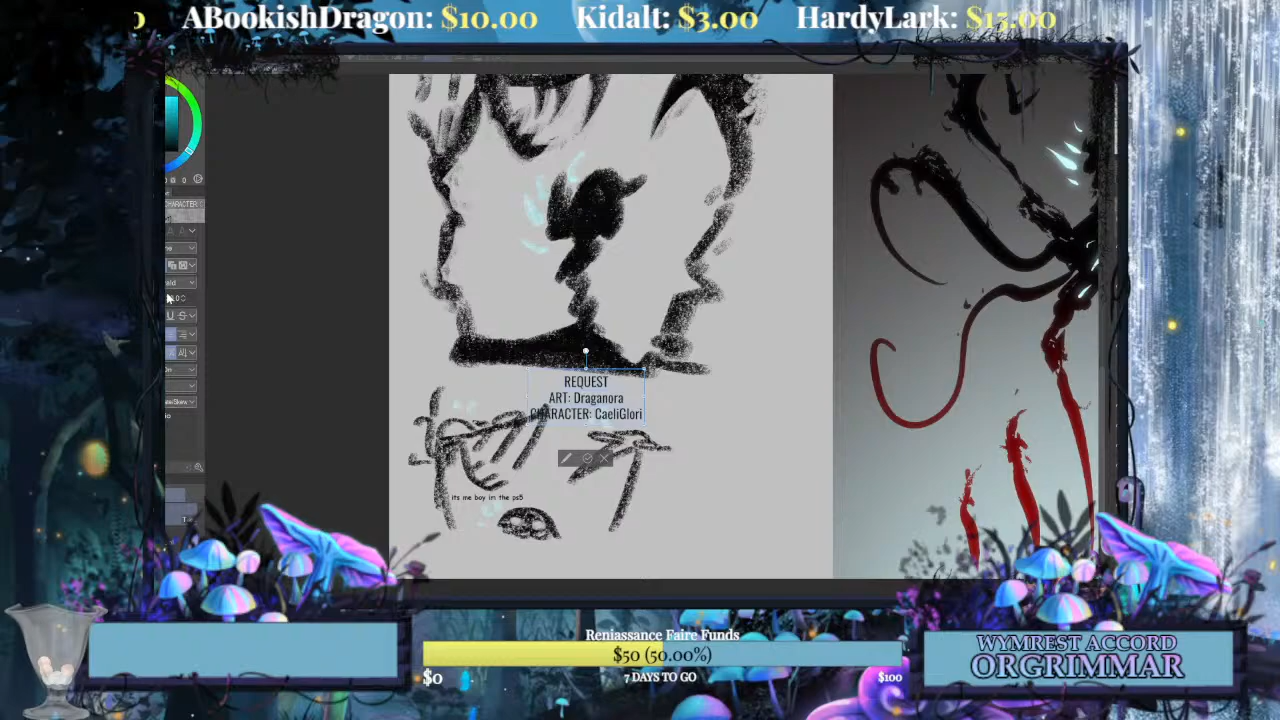 ABookishDragon: $10.00 Kidalt: $3.00 HardyLark: $15.00
CHARACTER
REQUEST
ART: Draganora
CHARACTER: CaeliGlori
its me boy in the ps5
Reniassance Faire Funds
$50 (50.00%)
$0 7 DAYS TO GO $100
WYMREST ACCORD
ORGRIMMAR